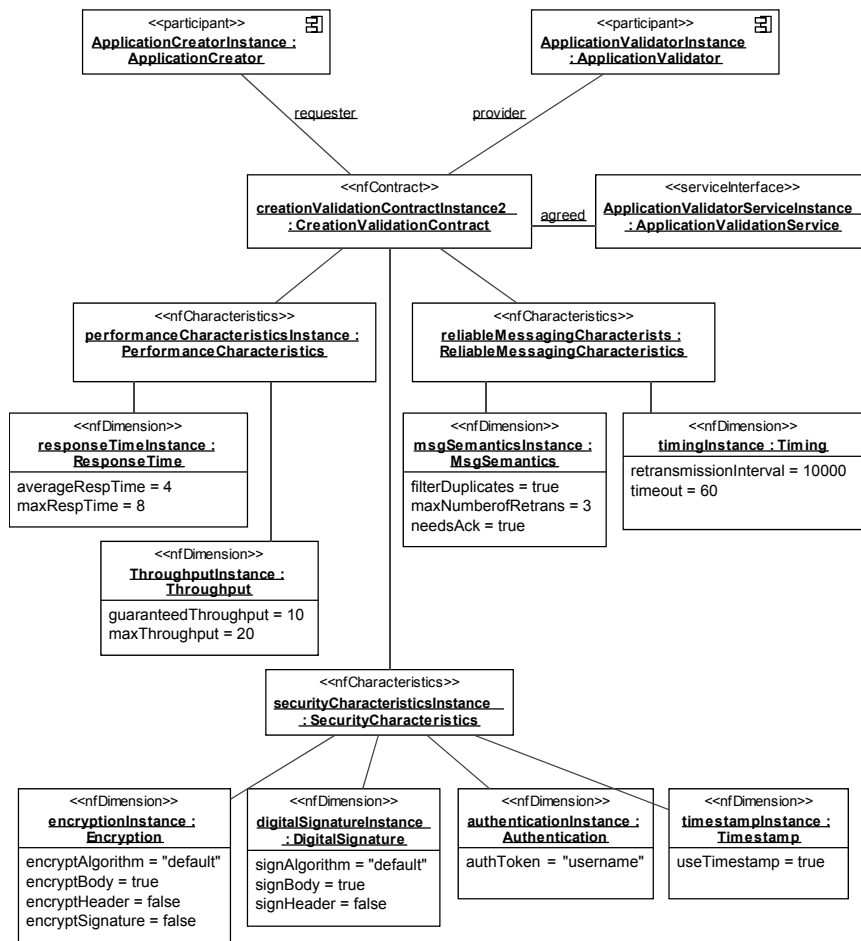 <<participant>>
ApplicationCreatorInstance :
ApplicationCreator
<<participant>>
ApplicationValidatorInstance
: ApplicationValidator
requester
provider
<<nfContract>>
creationValidationContractInstance2
: CreationValidationContract
agreed
<<serviceInterface>>
ApplicationValidatorServiceInstance
: ApplicationValidationService
<<nfCharacteristics>>
performanceCharacteristicsInstance :
PerformanceCharacteristics
<<nfCharacteristics>>
reliableMessagingCharacterists :
ReliableMessagingCharacteristics
<<nfDimension>>
responseTimeInstance :
ResponseTime
averageRespTime = 4
maxRespTime = 8
<<nfDimension>>
msgSemanticsInstance :
MsgSemantics
filterDuplicates = true
maxNumberofRetrans = 3
needsAck = true
<<nfDimension>>
timingInstance : Timing
retransmissionInterval = 10000
timeout = 60
<<nfDimension>>
ThroughputInstance :
Throughput
guaranteedThroughput = 10
maxThroughput = 20
<<nfCharacteristics>>
securityCharacteristicsInstance
: SecurityCharacteristics
<<nfDimension>>
encryptionInstance :
Encryption
encryptAlgorithm = "default"
encryptBody = true
encryptHeader = false
encryptSignature = false
<<nfDimension>>
digitalSignatureInstance
: DigitalSignature
signAlgorithm = "default"
signBody = true
signHeader = false
<<nfDimension>>
authenticationInstance :
Authentication
authToken = "username"
<<nfDimension>>
timestampInstance :
Timestamp
useTimestamp = true